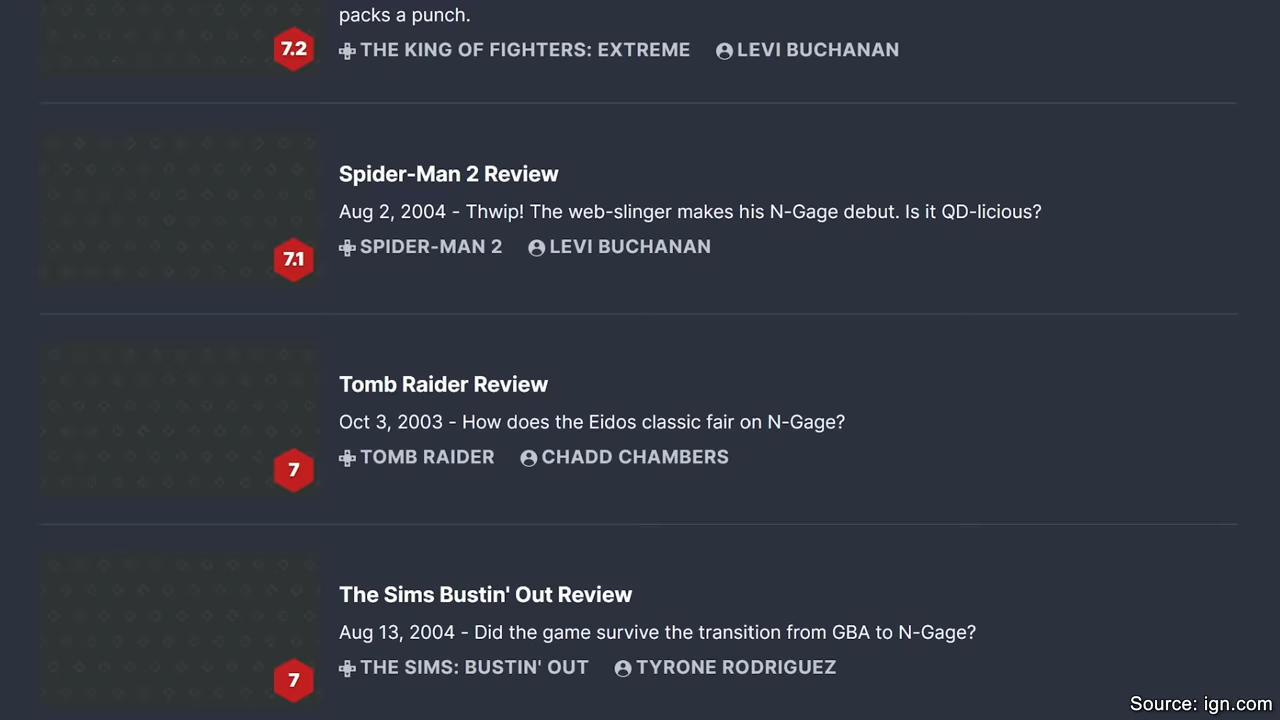 packs a punch.
7.2
THE KING OF FIGHTERS: EXTREME LEVI BUCHANAN
Spider-Man 2 Review
Aug 2, 2004 - Thwip! The web-slinger makes his N-Gage debut. Is it QD-licious?
7.1
SPIDER-MAN 2 LEVI BUCHANAN
Tomb Raider Review
Oct 3, 2003 - How does the Eidos classic fair on N-Gage?
7
TOMB RAIDER CHADD CHAMBERS
The Sims Bustin' Out Review
Aug 13, 2004 - Did the game survive the transition from GBA to N-Gage?
7
THE SIMS: BUSTIN' OUT TYRONE RODRIGUEZ
Source: ign.com